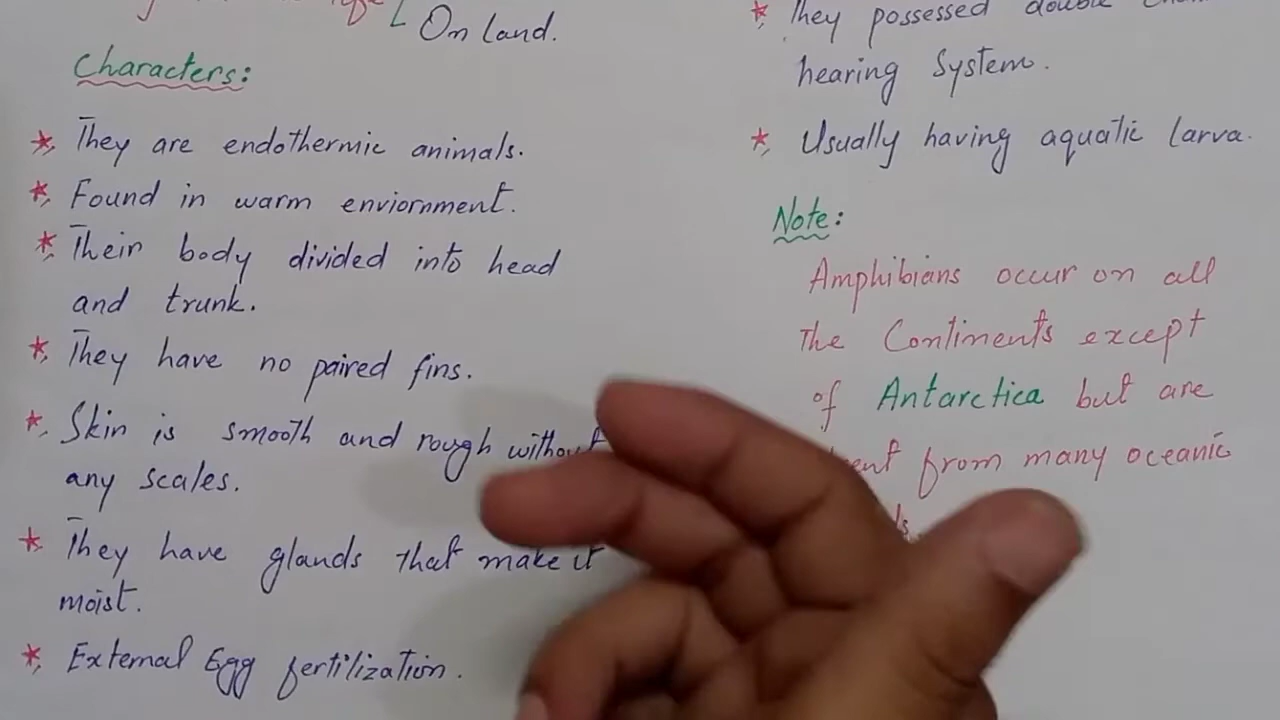 On Land.
Characters:
* They are endothermic animals.
* Found in warm enviornment.
* Their body divided into head
and trunk.
* They have no paired fins.
* Skin is smooth and rough without
any scales.
* They have glands that make it
moist.
* External Egg fertilization.
* They possessed double
hearing System.
* Usually having aquatic larva.
Note:
Amphibians occur on all
the Continents except
of Antarctica but are
from many oceanic